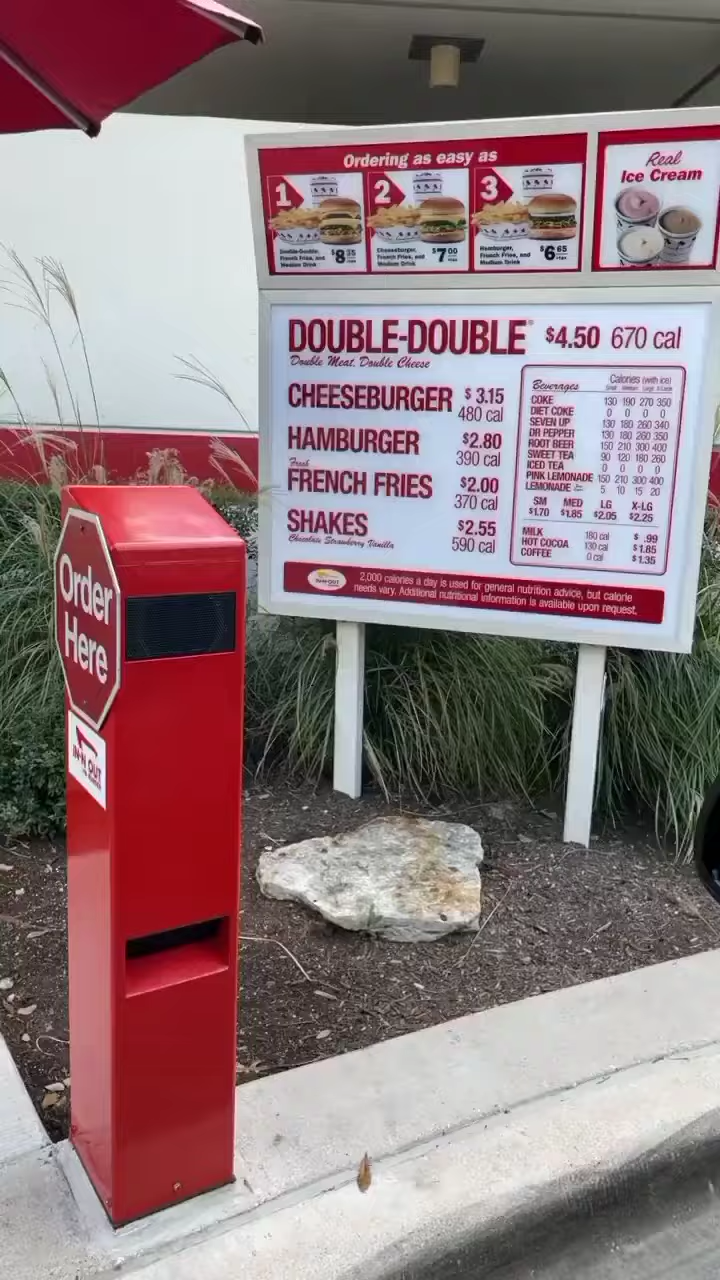 Ordering as easy as
1
2
3
Double-Double,
French Fries, and
Medium Drink
$8 35
Cheeseburger,
French Fries, and
Medium Drink
$7 00
Hamburger,
French Fries, and
Medium Drink
$6 65
Real
Ice Cream
DOUBLE-DOUBLE $4.50 670 cal
Double Meat, Double Cheese
CHEESEBURGER $3.15
480 cal
HAMBURGER $2.80
390 cal
Fresh
FRENCH FRIES $2.00
370 cal
SHAKES $2.55
Chocolate Strawberry Vanilla 590 cal
Beverages Calories (with ice)
Small Medium Large X-Large
COKE 130 190 270 350
DIET COKE 0 0 0 0
SEVEN UP 130 180 260 340
DR PEPPER 130 180 260 350
ROOT BEER 150 210 300 400
SWEET TEA 90 120 180 260
ICED TEA 0 0 0 0
PINK LEMONADE 150 210 300 400
LEMONADE 5 10 15 20
SM MED LG X-LG
$1.70 $1.85 $2.05 $2.25
MILK 180 cal $ .99
HOT COCOA 130 cal $1.85
COFFEE 0 cal $1.35
IN-N-OUT
2,000 calories a day is used for general nutrition advice, but calorie
needs vary. Additional nutritional information is available upon request.
Order
Here
IN-N-OUT